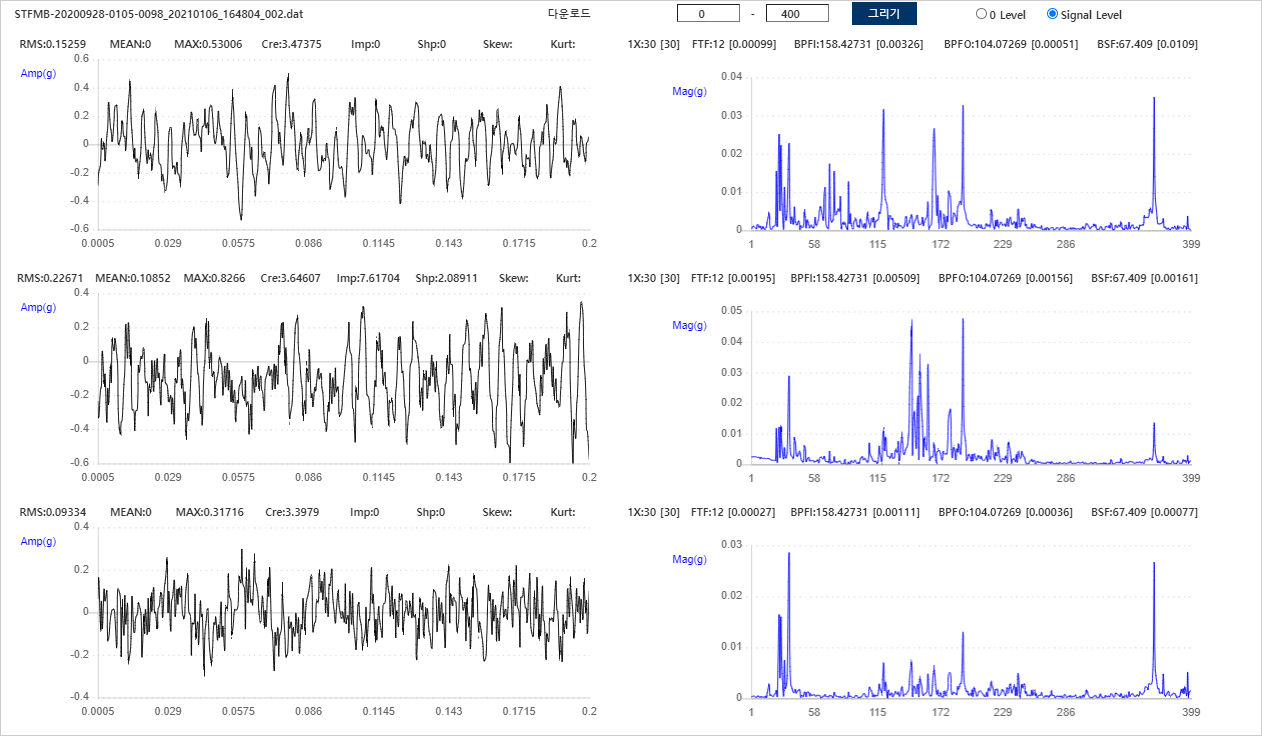 STFMB-20200928-0105-0098_20210106_164804_002.dat 다운로드 0 - 400 그리기 0 Level Signal Level
RMS:0.15259 MEAN:0 MAX:0.53006 Cre:3.47375 Imp:0 Shp:0 Skew: Kurt:
Amp(g)
0.6
0.4
0.2
0
-0.2
-0.4
-0.6
0.0005 0.029 0.0575 0.086 0.1145 0.143 0.1715 0.2
1X:30 [30] FTF:12 [0.00099] BPFI:158.42731 [0.00326] BPFO:104.07269 [0.00051] BSF:67.409 [0.0109]
Mag(g)
0.04
0.03
0.02
0.01
0
1 58 115 172 229 286 399
RMS:0.22671 MEAN:0.10852 MAX:0.8266 Cre:3.64607 Imp:7.61704 Shp:2.08911 Skew: Kurt:
Amp(g)
0.4
0.2
0
-0.2
-0.4
-0.6
0.0005 0.029 0.0575 0.086 0.1145 0.143 0.1715 0.2
1X:30 [30] FTF:12 [0.00195] BPFI:158.42731 [0.00509] BPFO:104.07269 [0.00156] BSF:67.409 [0.00161]
Mag(g)
0.05
0.04
0.03
0.02
0.01
0
1 58 115 172 229 286 399
RMS:0.09334 MEAN:0 MAX:0.31716 Cre:3.3979 Imp:0 Shp:0 Skew: Kurt:
Amp(g)
0.4
0.2
0
-0.2
-0.4
0.0005 0.029 0.0575 0.086 0.1145 0.143 0.1715 0.2
1X:30 [30] FTF:12 [0.00027] BPFI:158.42731 [0.00111] BPFO:104.07269 [0.00036] BSF:67.409 [0.00077]
Mag(g)
0.03
0.02
0.01
0
1 58 115 172 229 286 399